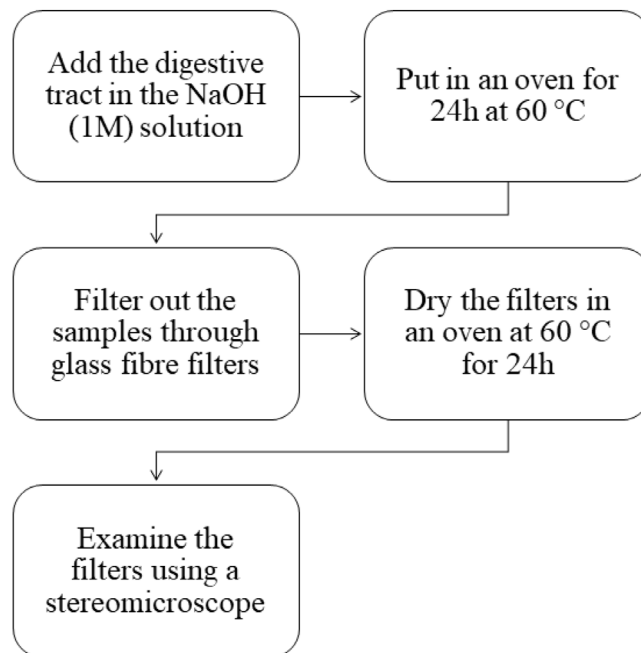 Add the digestive
tract in the NaOH
(1M) solution
Put in an oven for
24h at 60 °C
Filter out the
samples through
glass fibre filters
Dry the filters in
an oven at 60 °C
for 24h
Examine the
filters using a
stereomicroscope